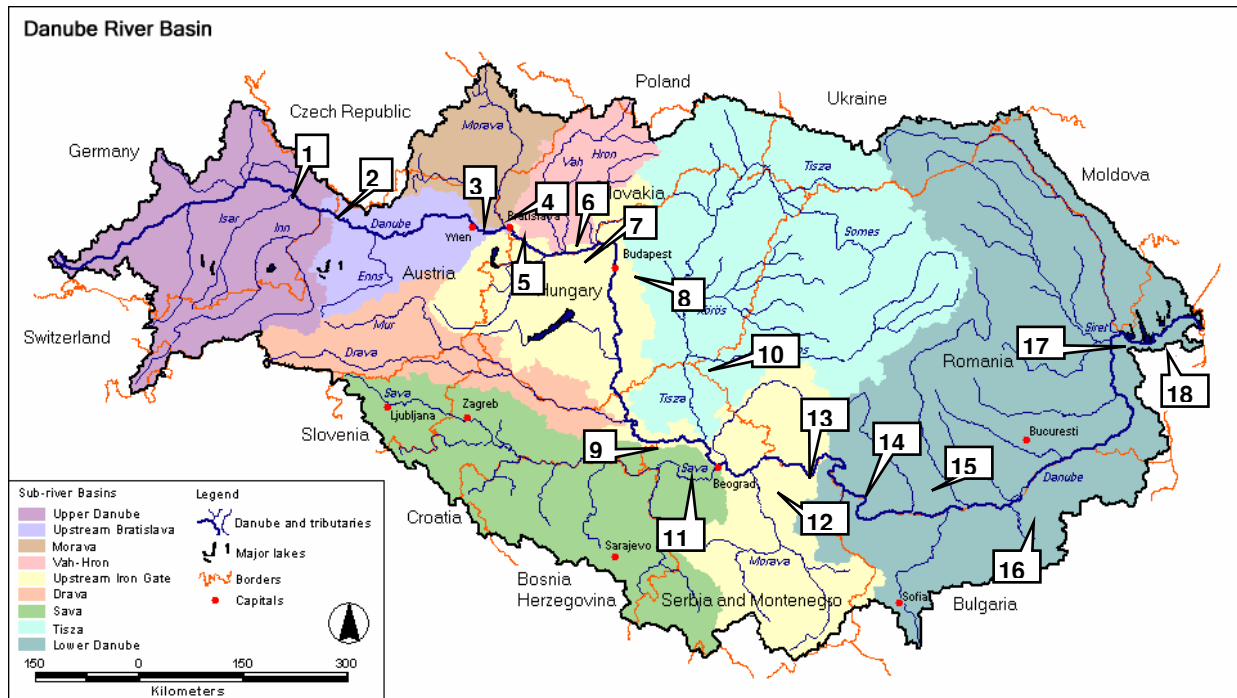 Danube River Basin
Poland
Ukraine
Czech Republic
Germany
Morava
Vah
Hron
Tisza
Moldova
1
2
3
4
6
7
Slovakia
Isar
Inn
Danube
Wien
Bratislava
Somes
Enns
Austria
5
Budapest
8
Hungary
Körös
Switzerland
Mur
Drava
10
Siret
17
Romania
18
Tisza
Sava
Ljubljana
Zagreb
Slovenia
13
14
Bucuresti
9
15
Sava
Beograd
Danube
Croatia
11
12
Sarajevo
Morava
16
Bosnia
Herzegovina
Serbia and Montenegro
Sofia
Bulgaria
Sub-river Basins
Upper Danube
Upstream Bratislava
Morava
Vah-Hron
Upstream Iron Gate
Drava
Sava
Tisza
Lower Danube
Legend
Danube and tributaries
Major lakes
Borders
Capitals
150 0 150 300
Kilometers